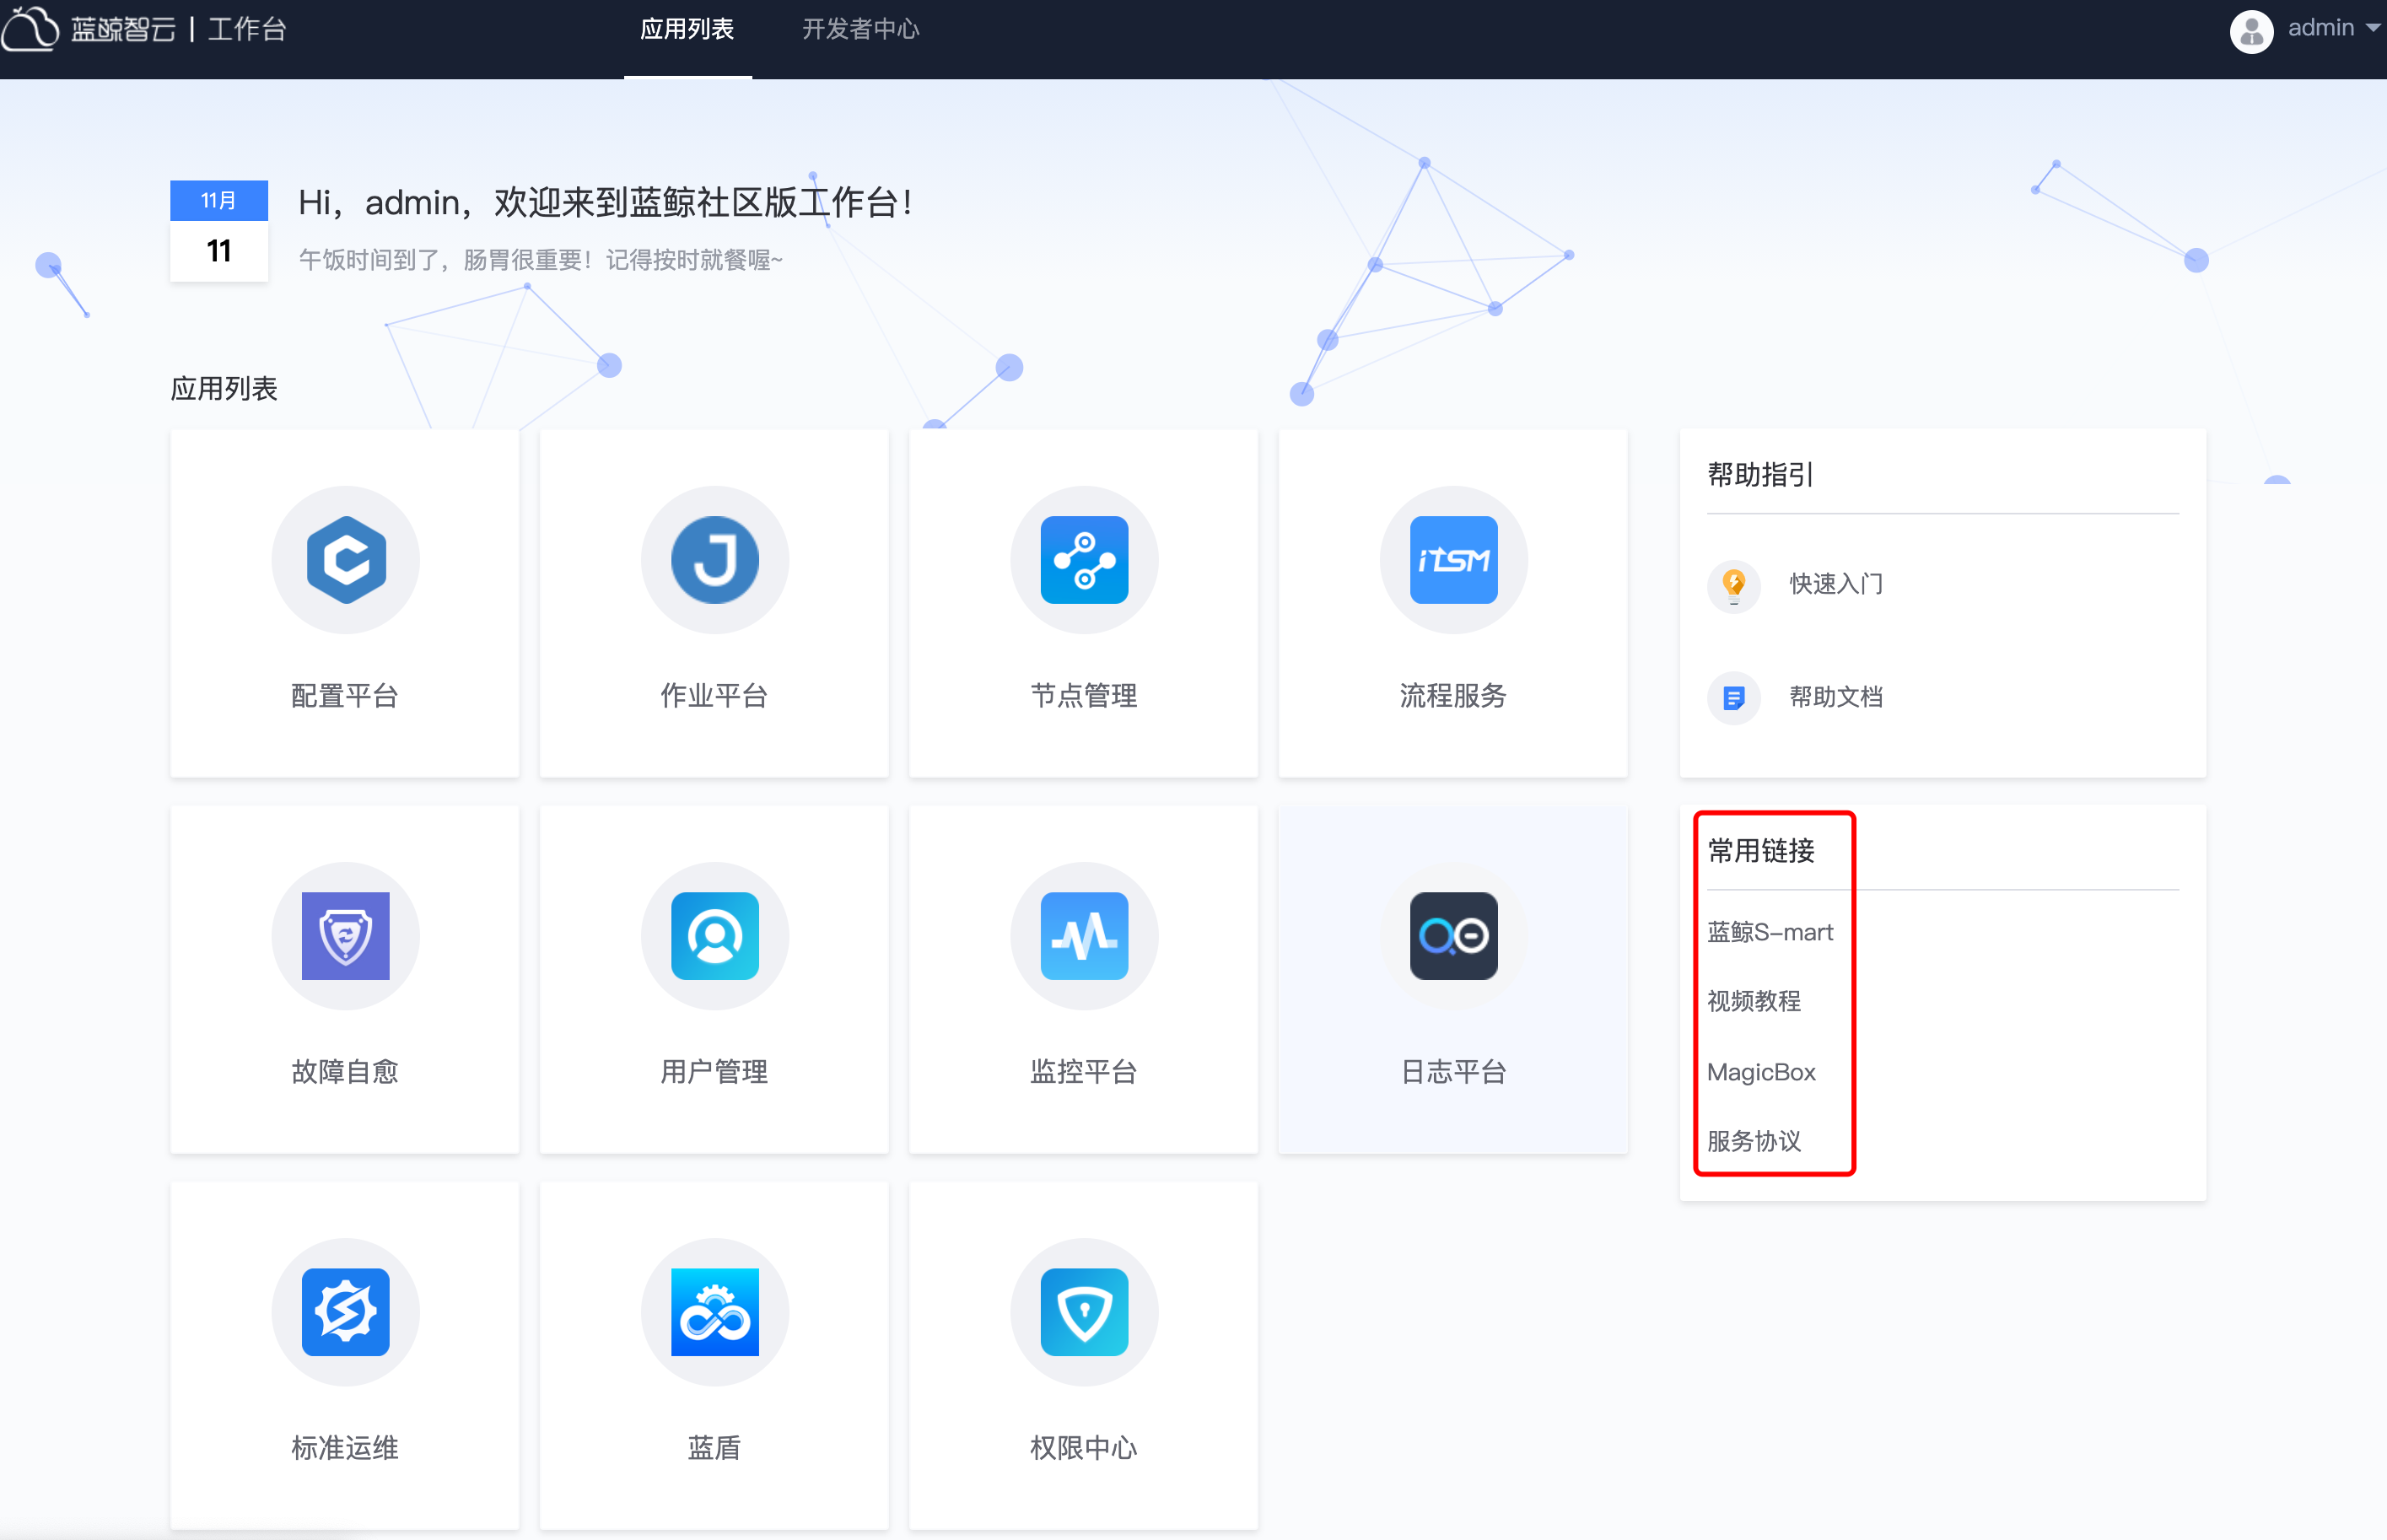 蓝鲸智云 | 工作台
应用列表
开发者中心
admin
11月
11
Hi，admin，欢迎来到蓝鲸社区版工作台！
午饭时间到了，肠胃很重要！记得按时就餐喔~
应用列表
配置平台
作业平台
节点管理
iTSM
流程服务
帮助指引
快速入门
帮助文档
故障自愈
用户管理
监控平台
日志平台
常用链接
蓝鲸S-mart
视频教程
MagicBox
服务协议
标准运维
蓝盾
权限中心